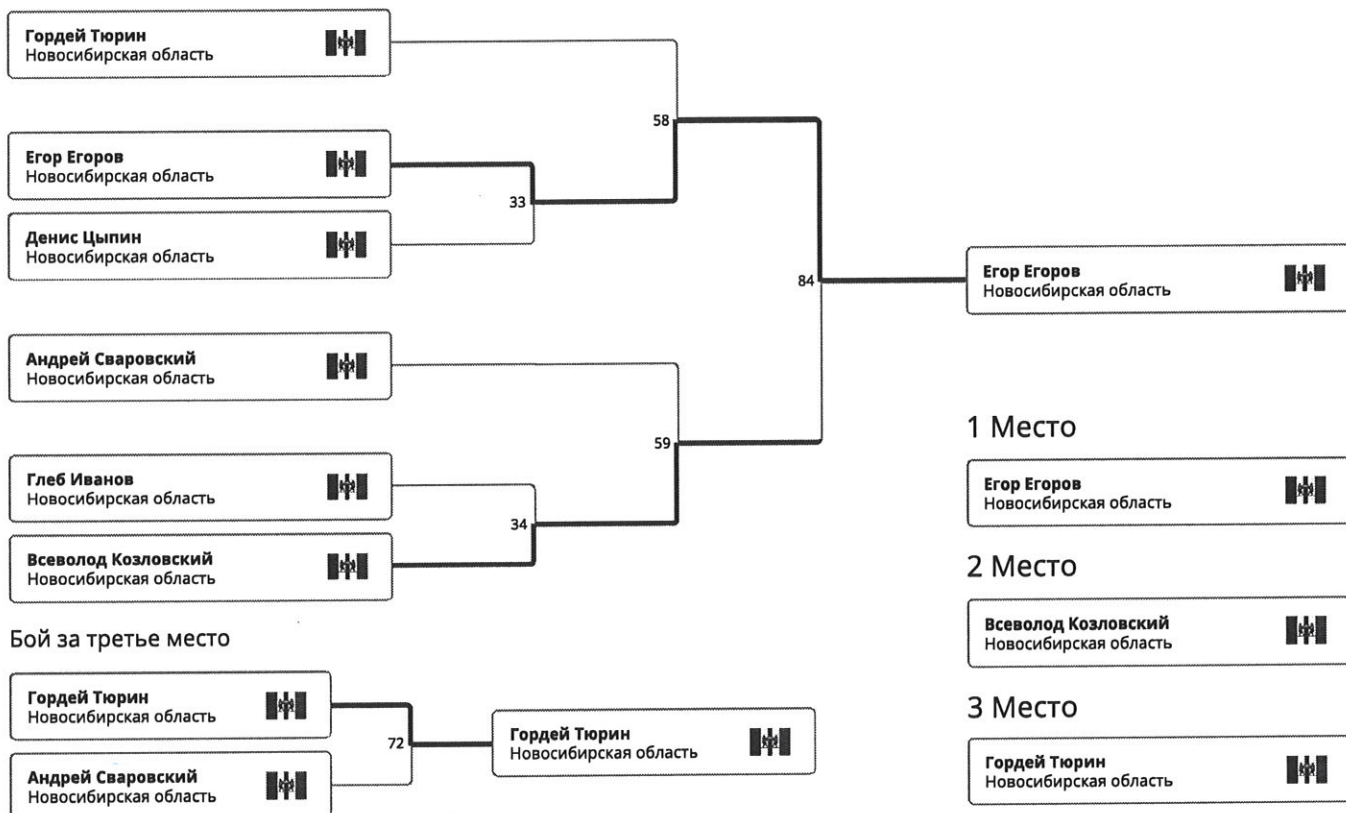 Гордей Тюрин
Новосибирская область
58
Егор Егоров
Новосибирская область
33
Денис Цыпин
Новосибирская область
84
Егор Егоров
Новосибирская область
Андрей Сваровский
Новосибирская область
59
Глеб Иванов
Новосибирская область
34
Всеволод Козловский
Новосибирская область
1 Место
Егор Егоров
Новосибирская область
2 Место
Всеволод Козловский
Новосибирская область
3 Место
Гордей Тюрин
Новосибирская область
Бой за третье место
Гордей Тюрин
Новосибирская область
72
Андрей Сваровский
Новосибирская область
Гордей Тюрин
Новосибирская область